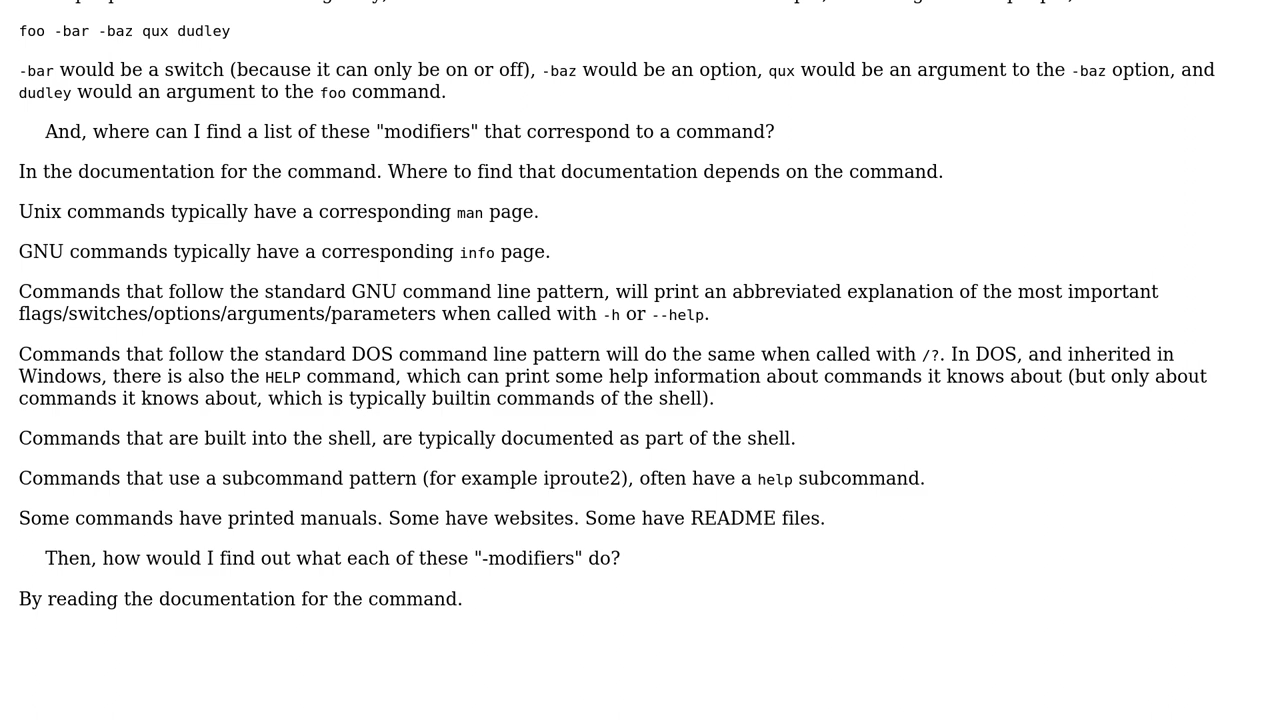 foo -bar -baz qux dudley
-bar would be a switch (because it can only be on or off), -baz would be an option, qux would be an argument to the -baz option, and
dudley would an argument to the foo command.
And, where can I find a list of these "modifiers" that correspond to a command?
In the documentation for the command. Where to find that documentation depends on the command.
Unix commands typically have a corresponding man page.
GNU commands typically have a corresponding info page.
Commands that follow the standard GNU command line pattern, will print an abbreviated explanation of the most important
flags/switches/options/arguments/parameters when called with -h or --help.
Commands that follow the standard DOS command line pattern will do the same when called with /?. In DOS, and inherited in
Windows, there is also the HELP command, which can print some help information about commands it knows about (but only about
commands it knows about, which is typically builtin commands of the shell).
Commands that are built into the shell, are typically documented as part of the shell.
Commands that use a subcommand pattern (for example iproute2), often have a help subcommand.
Some commands have printed manuals. Some have websites. Some have README files.
Then, how would I find out what each of these "-modifiers" do?
By reading the documentation for the command.